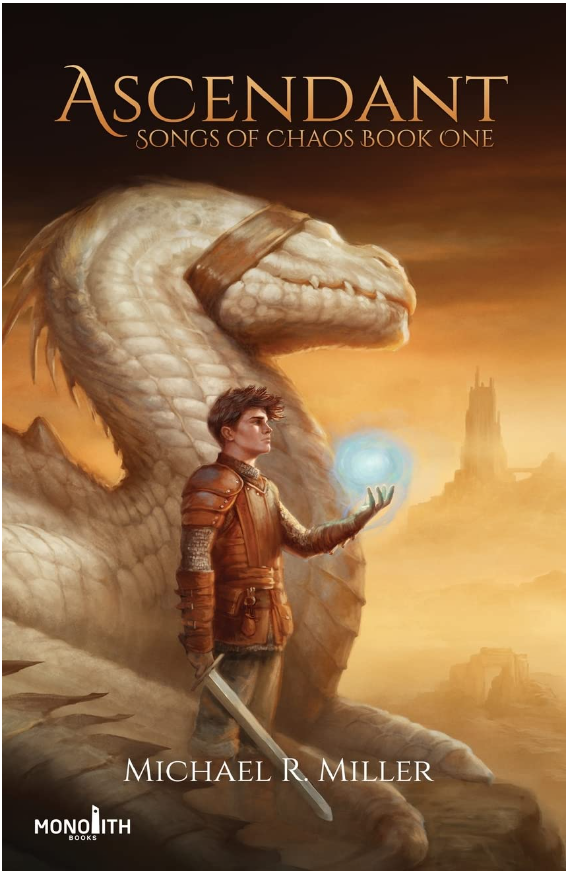 Ascendant
Songs of Chaos Book One
Michael R. Miller
MONOLITH
BOOKS